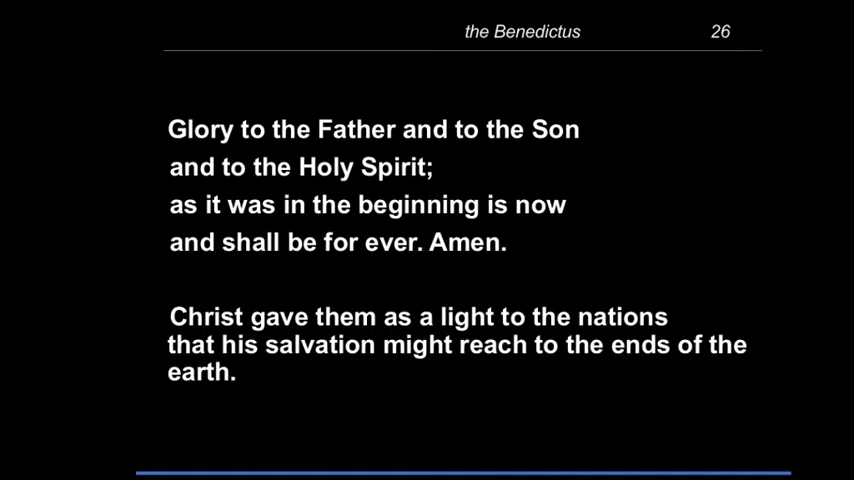 the Benedictus 26
Glory to the Father and to the Son
and to the Holy Spirit;
as it was in the beginning is now
and shall be for ever. Amen.
Christ gave them as a light to the nations
that his salvation might reach to the ends of the
earth.